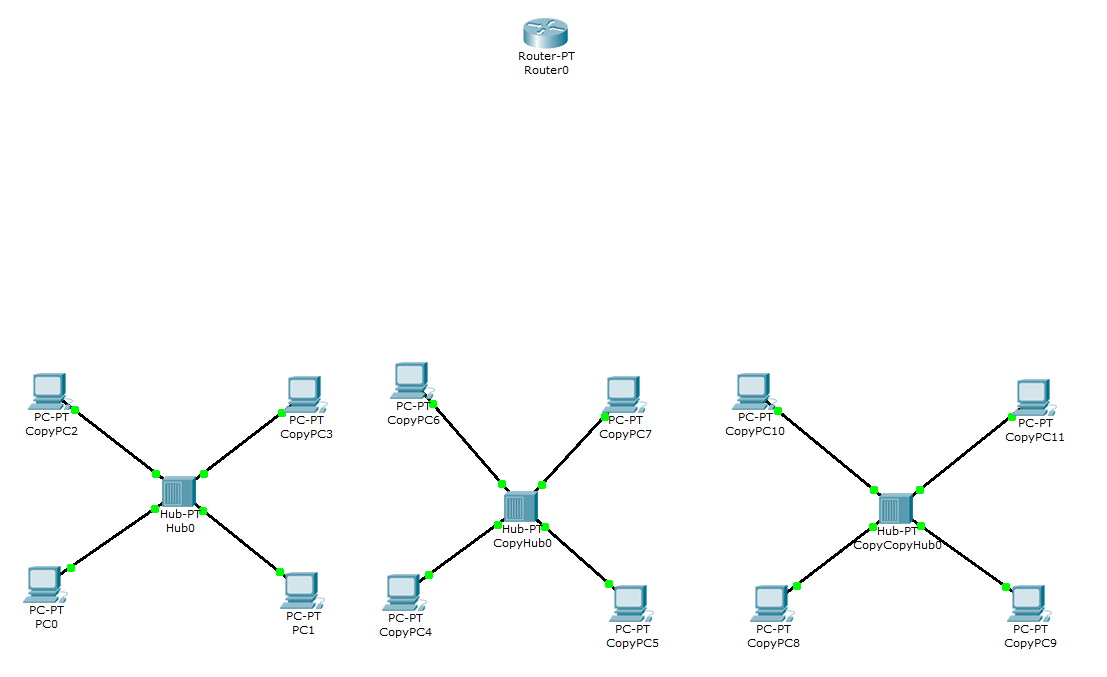 Router-PT
Router0
PC-PT
CopyPC2
PC-PT
CopyPC3
PC-PT
CopyPC6
PC-PT
CopyPC7
PC-PT
CopyPC10
PC-PT
CopyPC11
Hub-PT
Hub0
Hub-PT
CopyHub0
Hub-PT
CopyCopyHub0
PC-PT
PC0
PC-PT
PC1
PC-PT
CopyPC4
PC-PT
CopyPC5
PC-PT
CopyPC8
PC-PT
CopyPC9